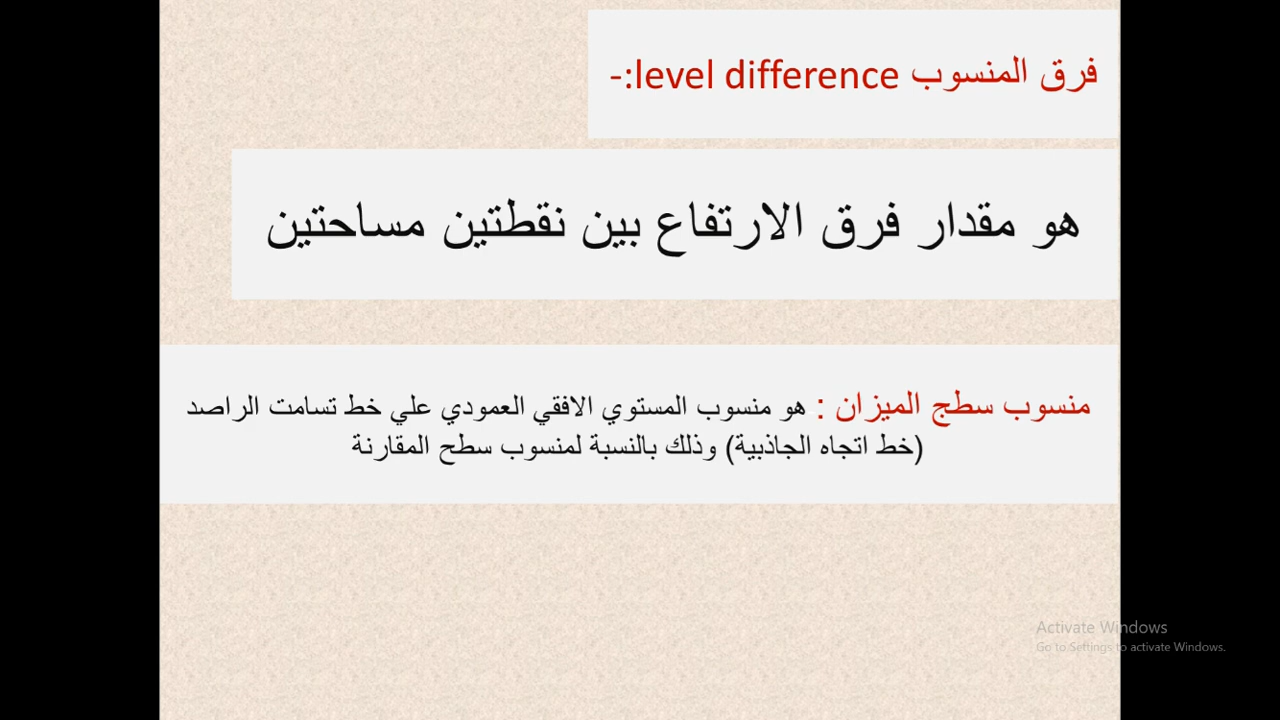 فرق المنسوب level difference:-
هو مقدار فرق الارتفاع بين نقطتين مساحتين
منسوب سطح الميزان : هو منسوب المستوي الافقي العمودي علي خط تسامت الراصد
(خط اتجاه الجاذبية) وذلك بالنسبة لمنسوب سطح المقارنة
Activate Windows
Go to Settings to activate Windows.